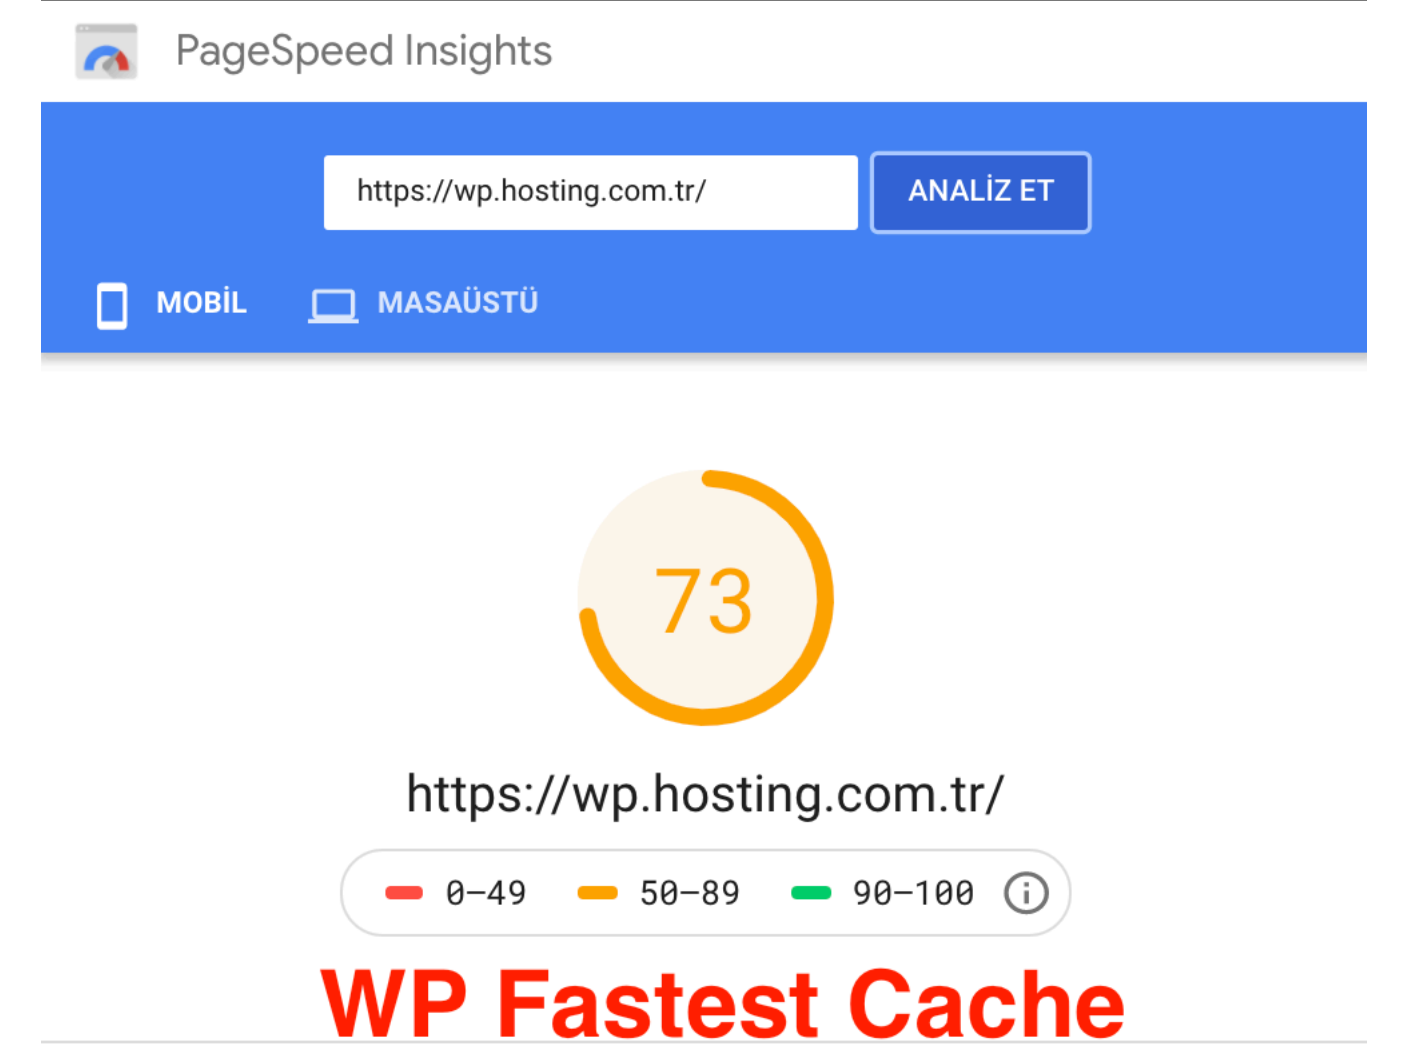 PageSpeed Insights
https://wp.hosting.com.tr/ ANALİZ ET
MOBİL MASAÜSTÜ
73
https://wp.hosting.com.tr/
0–49 50–89 90–100
WP Fastest Cache